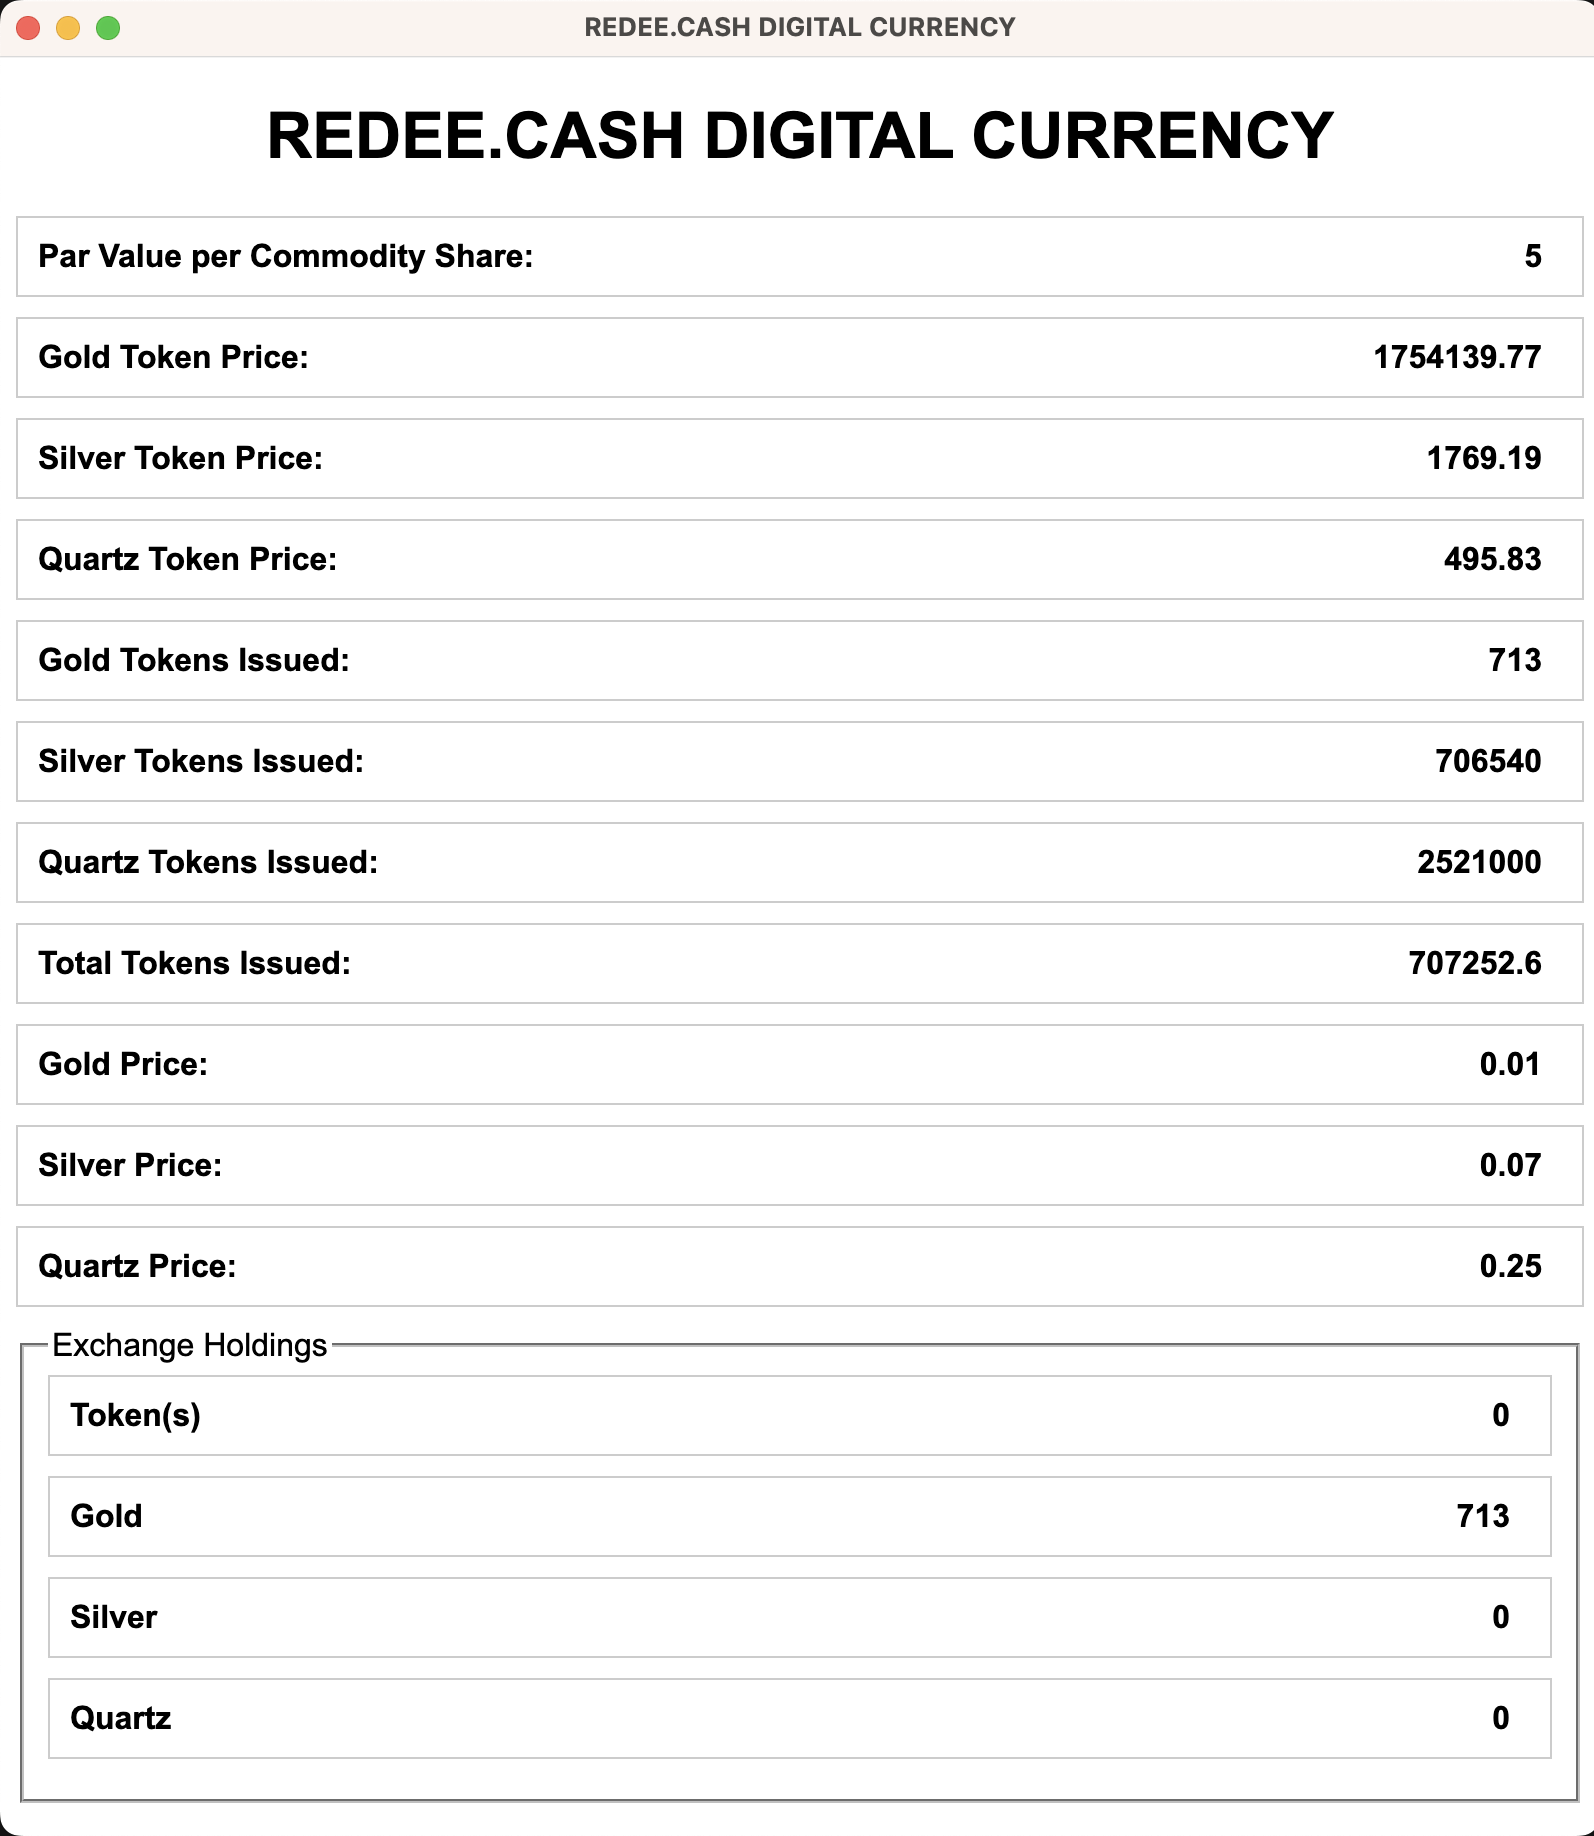 REDEE.CASH DIGITAL CURRENCY
REDEE.CASH DIGITAL CURRENCY
Par Value per Commodity Share: 5
Gold Token Price: 1754139.77
Silver Token Price: 1769.19
Quartz Token Price: 495.83
Gold Tokens Issued: 713
Silver Tokens Issued: 706540
Quartz Tokens Issued: 2521000
Total Tokens Issued: 707252.6
Gold Price: 0.01
Silver Price: 0.07
Quartz Price: 0.25
Exchange Holdings
Token(s) 0
Gold 713
Silver 0
Quartz 0